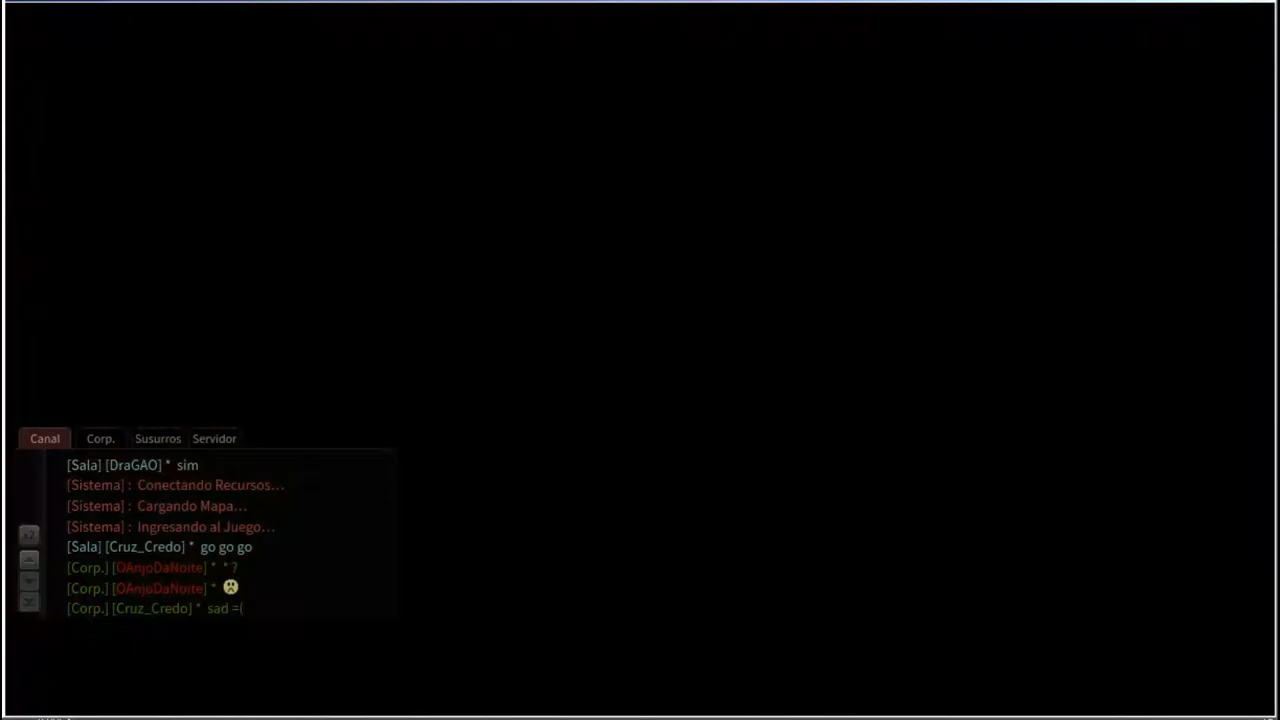 Canal Corp. Susurros Servidor
[Sala] [DraGAO] * sim
[Sistema] : Conectando Recursos...
[Sistema] : Cargando Mapa...
[Sistema] : Ingresando al Juego...
x2
[Sala] [Cruz_Credo] * go go go
[Corp.] [OAnjoDaNoite] * * ?
[Corp.] [OAnjoDaNoite] *
[Corp.] [Cruz_Credo] * sad =(